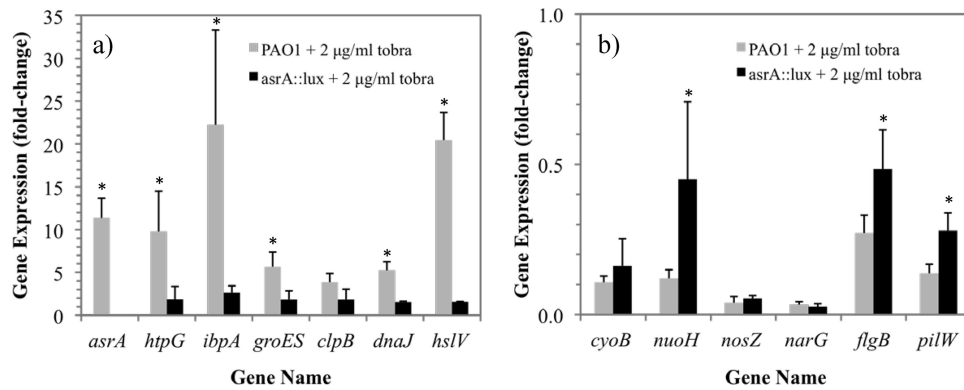 a)
PAO1 + 2 μg/ml tobra
asrA::lux + 2 μg/ml tobra
Gene Expression (fold-change)
35
30
25
20
15
10
5
0
*
*
*
*
*
*
asrA htpG ibpA groES clpB dnaJ hslV
Gene Name
b)
PAO1 + 2 μg/ml tobra
asrA::lux + 2 μg/ml tobra
Gene Expression (fold-change)
1.0
0.5
0.0
*
*
*
cyoB nuoH nosZ narG flgB pilW
Gene Name